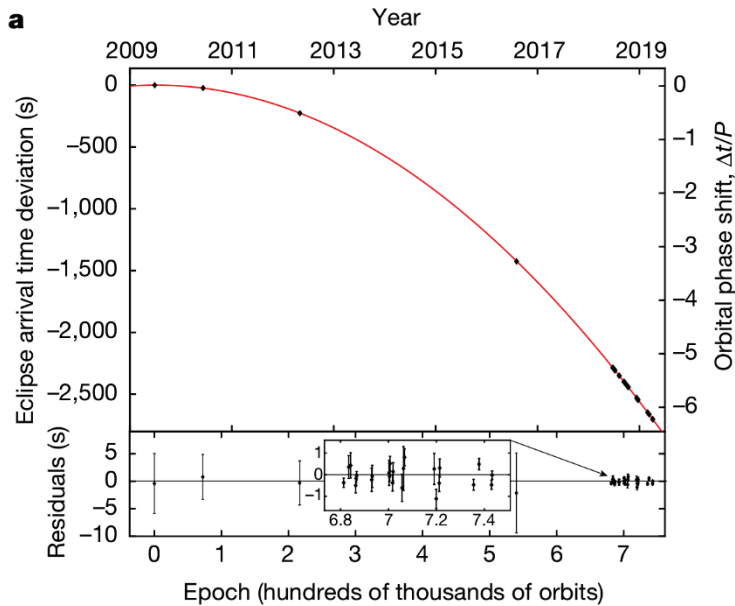 a
Year
2009 2011 2013 2015 2017 2019
Eclipse arrival time deviation (s)
0
−500
−1,000
−1,500
−2,000
−2,500
Orbital phase shift, Δt/P
0
−1
−2
−3
−4
−5
−6
Residuals (s)
5
0
−5
−10
1
0
−1
6.8 7 7.2 7.4
0 1 2 3 4 5 6 7
Epoch (hundreds of thousands of orbits)